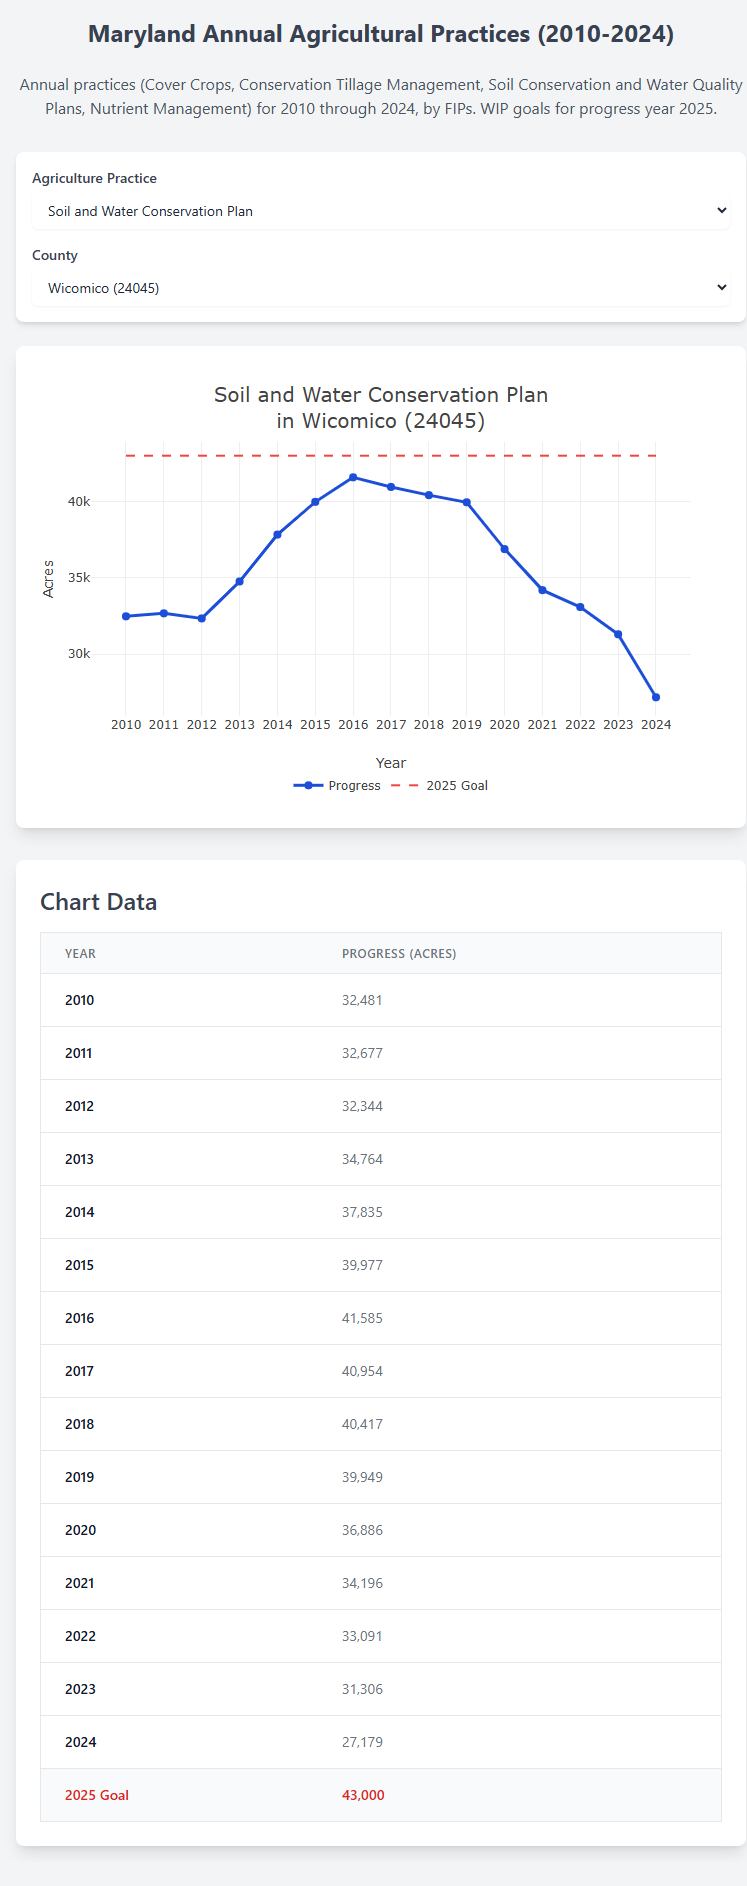 Maryland Annual Agricultural Practices (2010-2024)
Annual practices (Cover Crops, Conservation Tillage Management, Soil Conservation and Water Quality
Plans, Nutrient Management) for 2010 through 2024, by FIPs. WIP goals for progress year 2025.
Agriculture Practice
Soil and Water Conservation Plan
County
Wicomico (24045)
Soil and Water Conservation Plan
in Wicomico (24045)
40k
35k
30k
Acres
2010 2011 2012 2013 2014 2015 2016 2017 2018 2019 2020 2021 2022 2023 2024
Year
Progress 2025 Goal
Chart Data
YEAR PROGRESS (ACRES)
2010 32,481
2011 32,677
2012 32,344
2013 34,764
2014 37,835
2015 39,977
2016 41,585
2017 40,954
2018 40,417
2019 39,949
2020 36,886
2021 34,196
2022 33,091
2023 31,306
2024 27,179
2025 Goal 43,000